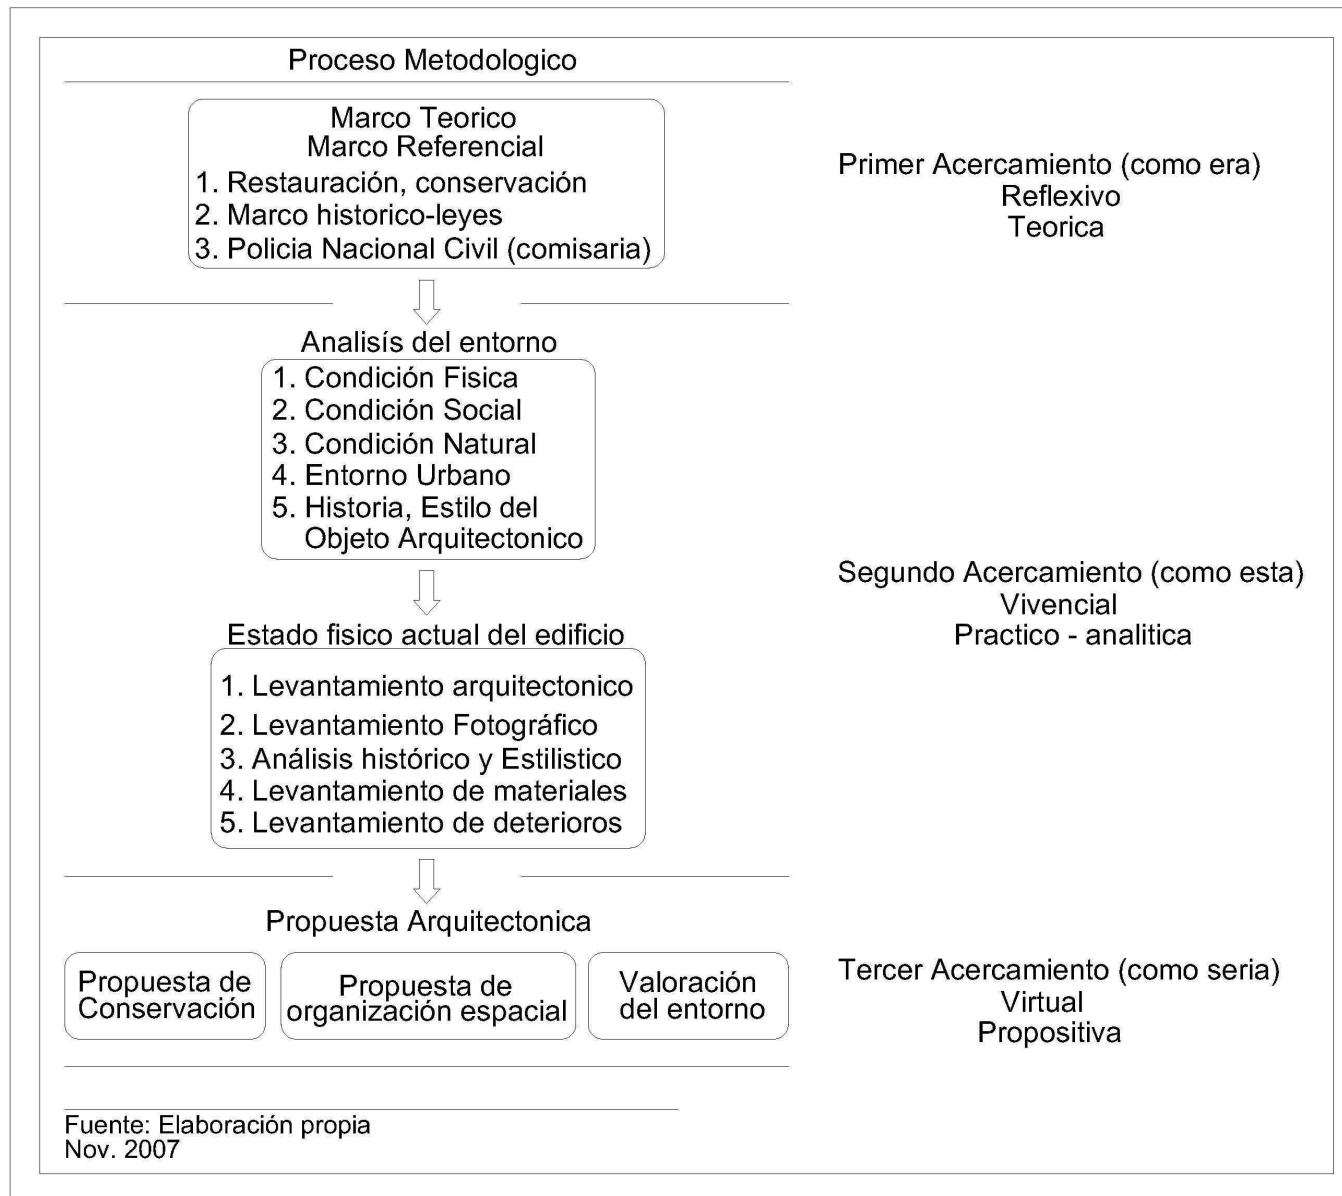 Proceso Metodologico
Marco Teorico
Marco Referencial
1. Restauración, conservación
2. Marco historico-leyes
3. Policia Nacional Civil (comisaria)
Primer Acercamiento (como era)
Reflexivo
Teorica
Analisís del entorno
1. Condición Fisica
2. Condición Social
3. Condición Natural
4. Entorno Urbano
5. Historia, Estilo del
Objeto Arquitectonico
Estado fisico actual del edificio
1. Levantamiento arquitectonico
2. Levantamiento Fotográfico
3. Análisis histórico y Estilistico
4. Levantamiento de materiales
5. Levantamiento de deterioros
Segundo Acercamiento (como esta)
Vivencial
Practico - analitica
Propuesta Arquitectonica
Propuesta de
Conservación
Propuesta de
organización espacial
Valoración
del entorno
Tercer Acercamiento (como seria)
Virtual
Propositiva
Fuente: Elaboración propia
Nov. 2007